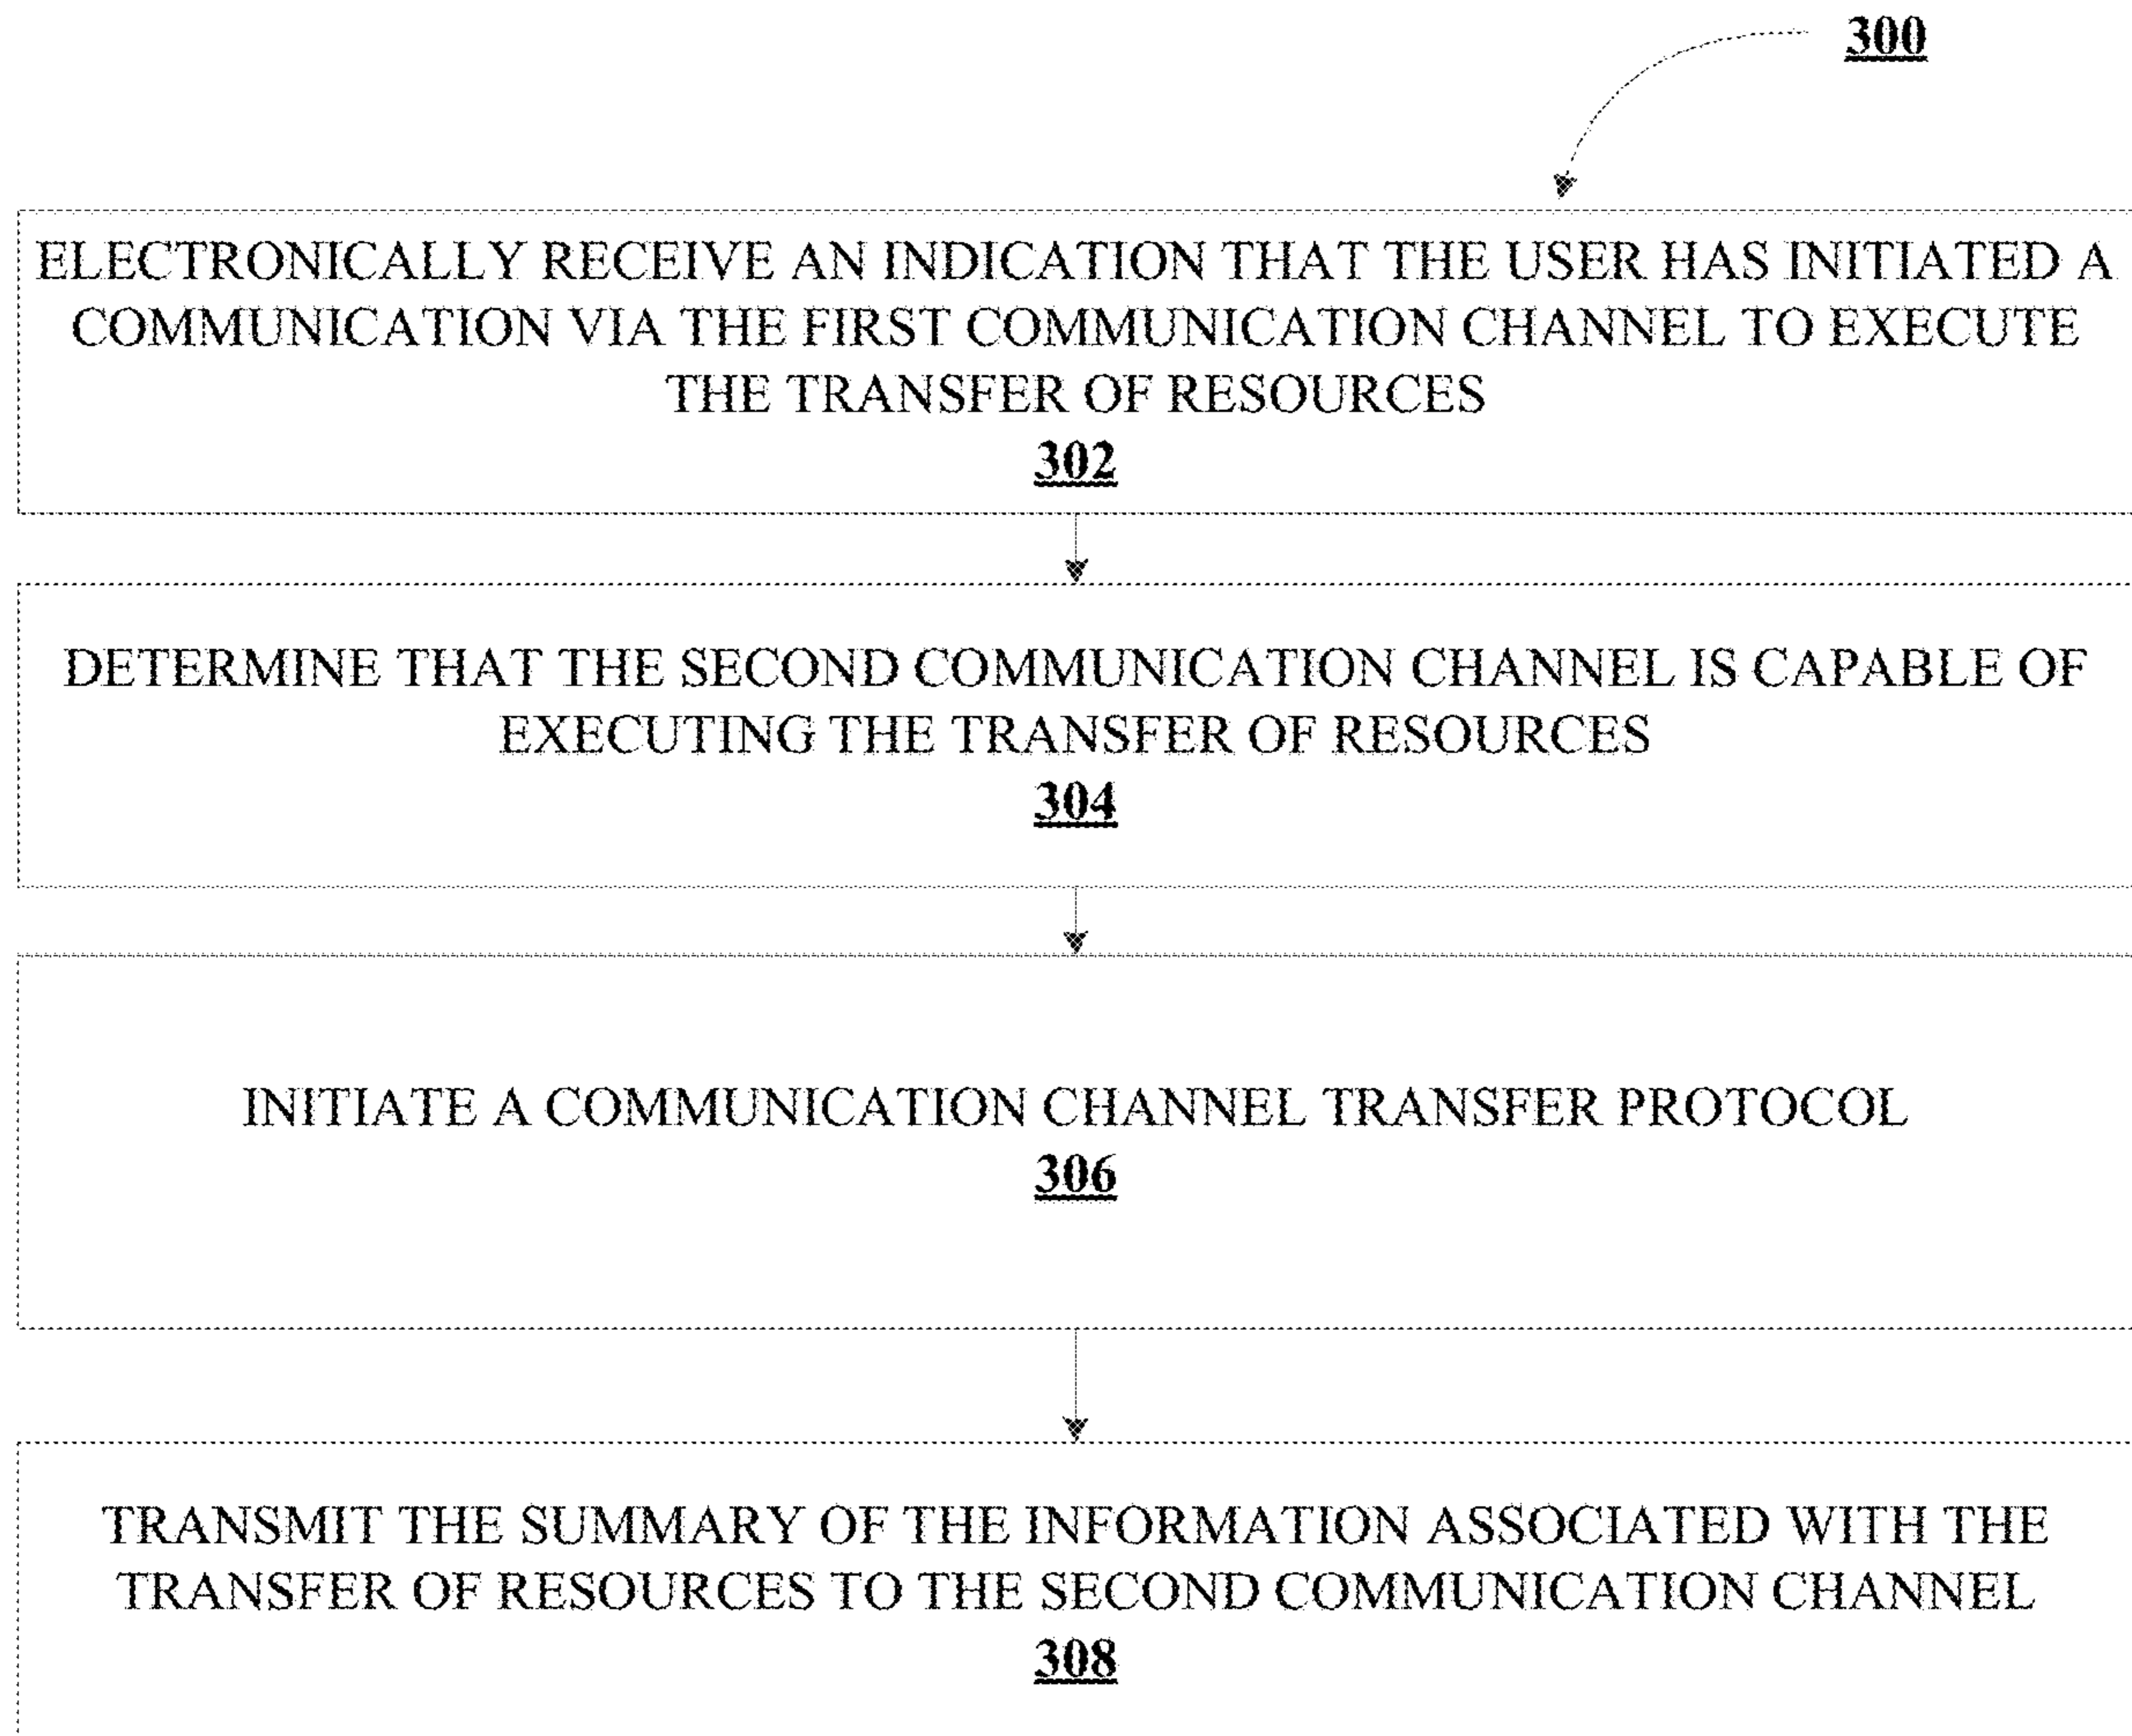 300
ELECTRONICALLY RECEIVE AN INDICATION THAT THE USER HAS INITIATED A
COMMUNICATION VIA THE FIRST COMMUNICATION CHANNEL TO EXECUTE
THE TRANSFER OF RESOURCES
302
DETERMINE THAT THE SECOND COMMUNICATION CHANNEL IS CAPABLE OF
EXECUTING THE TRANSFER OF RESOURCES
304
INITIATE A COMMUNICATION CHANNEL TRANSFER PROTOCOL
306
TRANSMIT THE SUMMARY OF THE INFORMATION ASSOCIATED WITH THE
TRANSFER OF RESOURCES TO THE SECOND COMMUNICATION CHANNEL
308